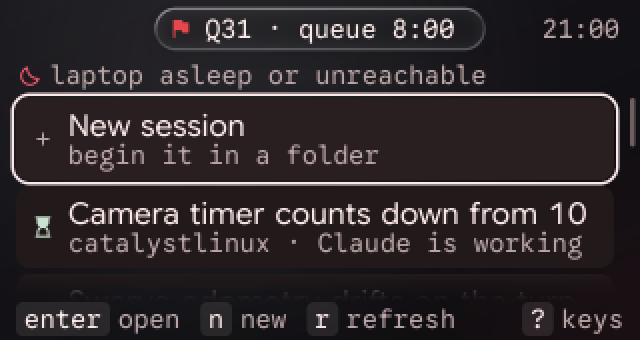 Q31 · queue 8:00
21:00
laptop asleep or unreachable
+ New session
begin it in a folder
Camera timer counts down from 10
catalystlinux · Claude is working
enter open n new r refresh ? keys